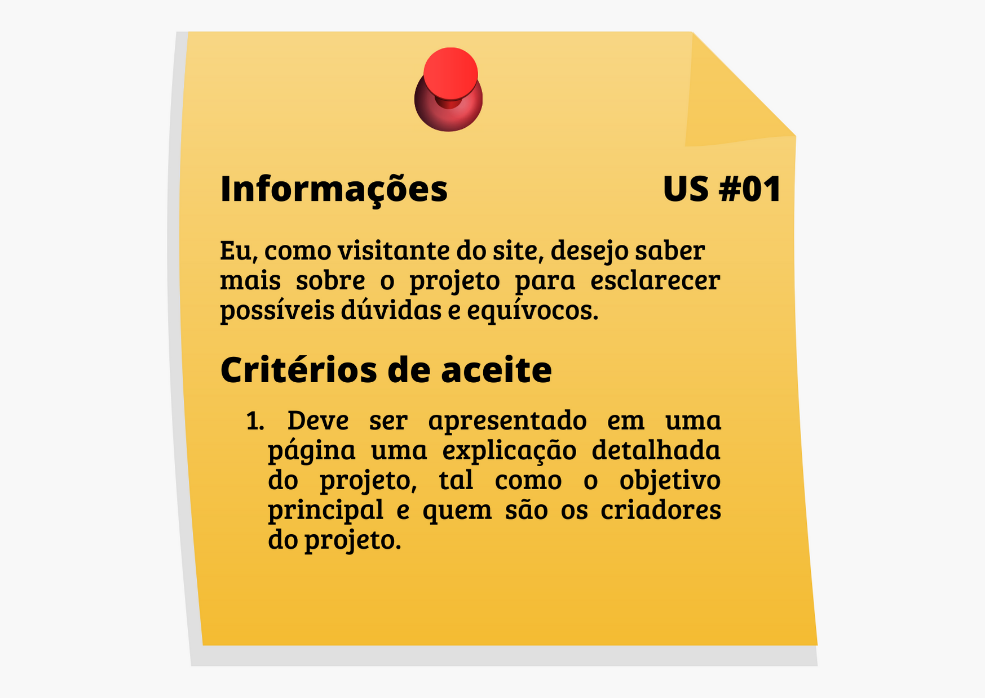 Informações US #01
Eu, como visitante do site, desejo saber
mais sobre o projeto para esclarecer
possíveis dúvidas e equívocos.
Critérios de aceite
1. Deve ser apresentado em uma
página uma explicação detalhada
do projeto, tal como o objetivo
principal e quem são os criadores
do projeto.